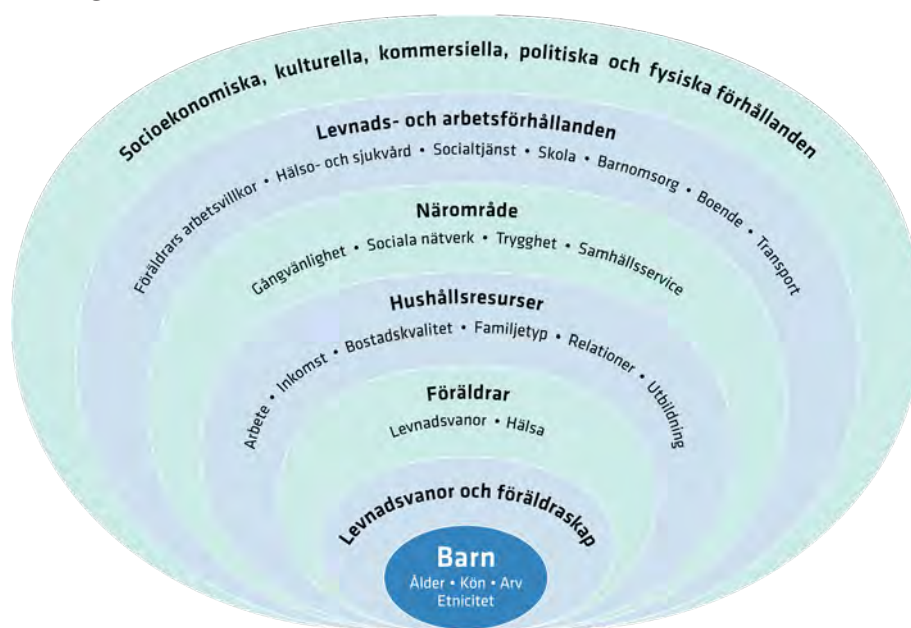 Socioekonomiska, kulturella, kommersiella, politiska och fysiska förhållanden
Levnads- och arbetsförhållanden
Föräldrars arbetsvillkor • Hälso- och sjukvård • Socialtjänst • Skola • Barnomsorg • Boende • Transport
Närområde
Gångvänlighet • Sociala nätverk • Trygghet • Samhällsservice
Hushållsresurser
Arbete • Inkomst • Bostadskvalitet • Familjetyp • Relationer • Utbildning
Föräldrar
Levnadsvanor • Hälsa
Levnadsvanor och föräldraskap
Barn
Ålder • Kön • Arv
Etnicitet